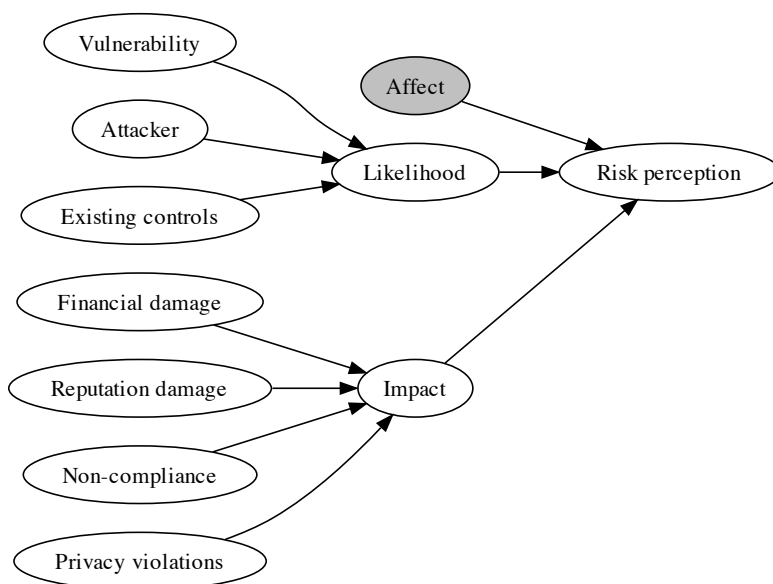 Vulnerability
Affect
Attacker
Likelihood
Risk perception
Existing controls
Financial damage
Reputation damage
Impact
Non-compliance
Privacy violations